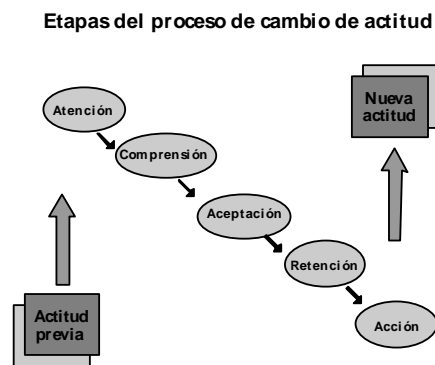 Etapas del proceso de cambio de actitud
Atención
Comprensión
Aceptación
Retención
Acción
Nueva
actitud
Actitud
previa